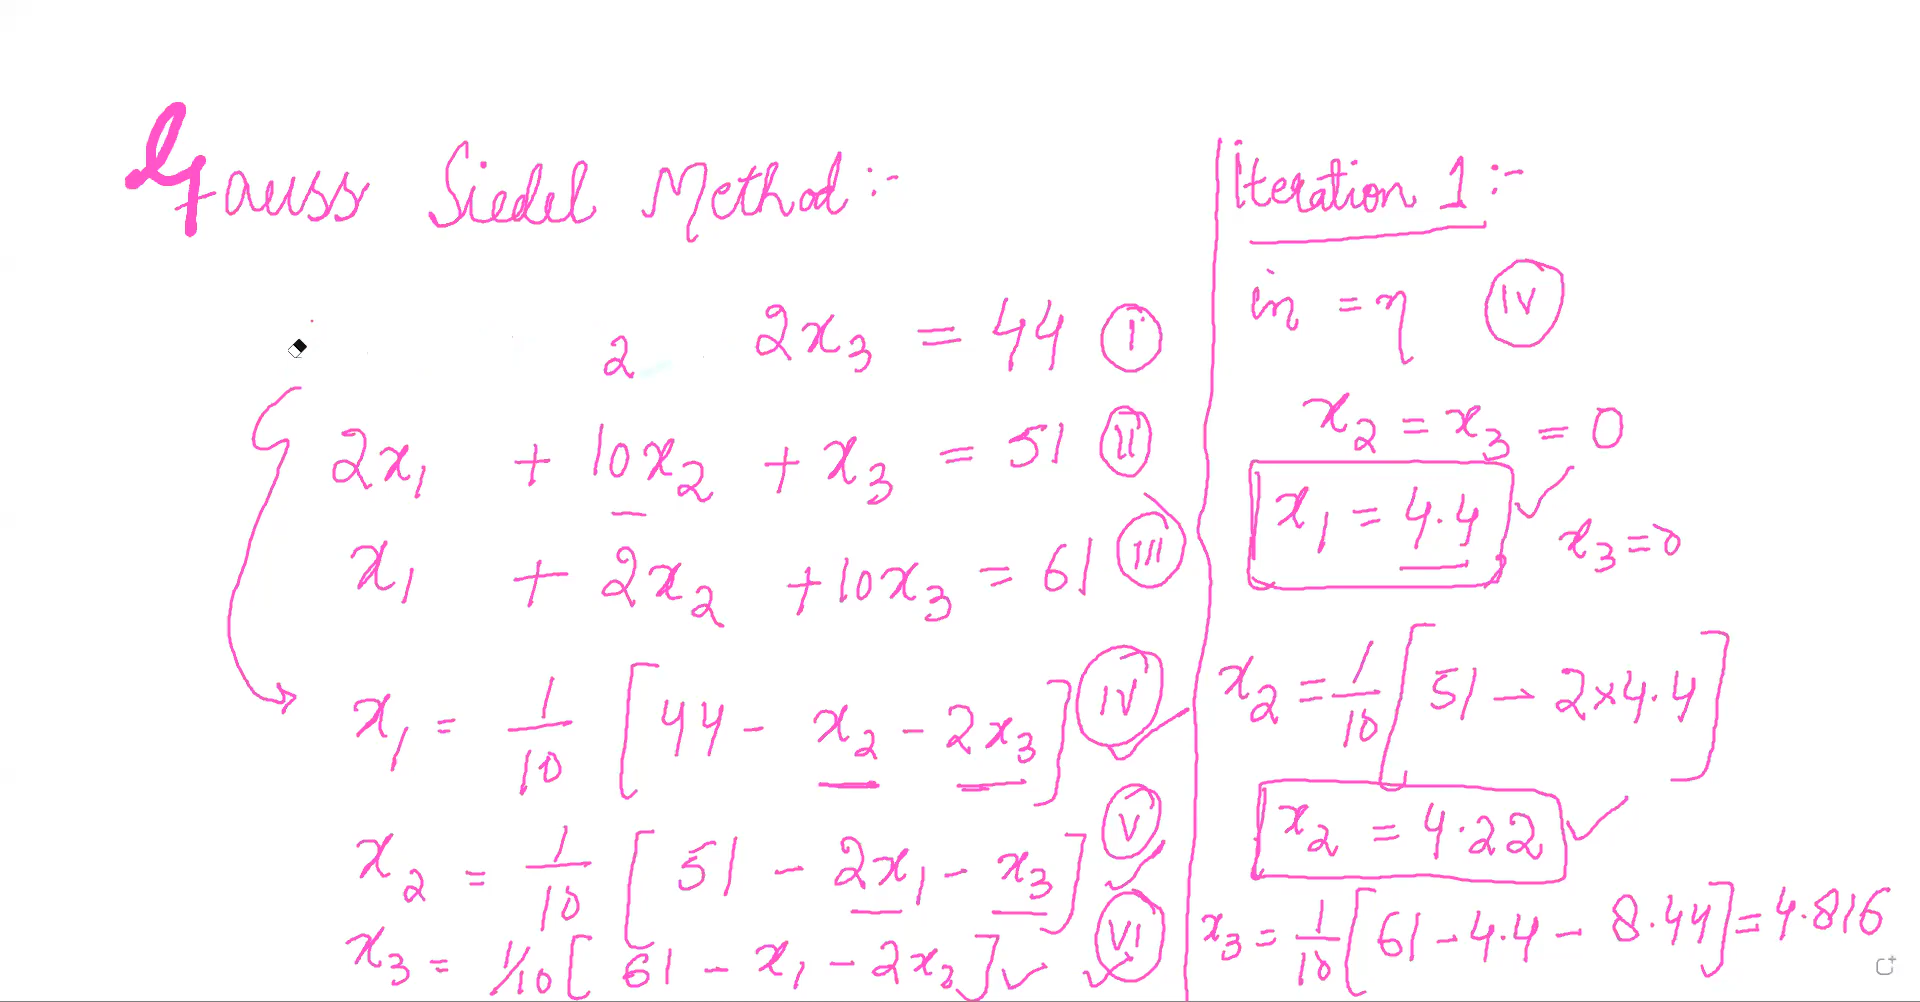 Gauss Siedel Method :-
2 2x₃ = 44 I
2x₁ + 10x₂ + x₃ = 51 II
x₁ + 2x₂ + 10x₃ = 61 III
x₁ = 1/10 [44 - x₂ - 2x₃] IV
x₂ = 1/10 [51 - 2x₁ - x₃] V
x₃ = 1/10 [61 - x₁ - 2x₂] VI
Iteration 1 :-
in = η IV
x₂ = x₃ = 0
x₁ = 4.4
x₃ = 0
x₂ = 1/10 [51 - 2×4.4]
x₂ = 4.22
x₃ = 1/10 [61 - 4.4 - 8.44] = 4.816